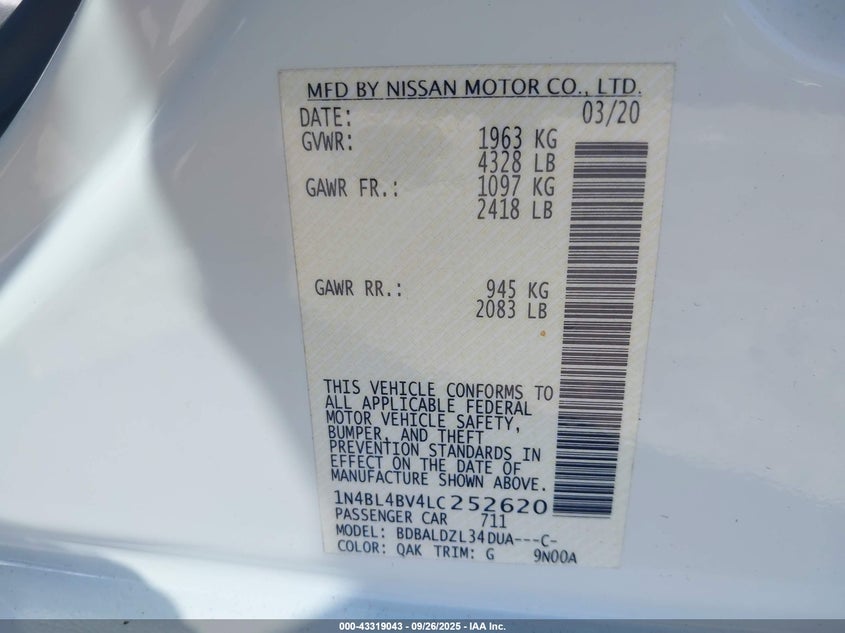 MFD BY NISSAN MOTOR CO., LTD.
DATE: 03/20
GVWR: 1963 KG
4328 LB
GAWR FR.: 1097 KG
2418 LB
GAWR RR.: 945 KG
2083 LB
THIS VEHICLE CONFORMS TO
ALL APPLICABLE FEDERAL
MOTOR VEHICLE SAFETY,
BUMPER, AND THEFT
PREVENTION STANDARDS IN
EFFECT ON THE DATE OF
MANUFACTURE SHOWN ABOVE.
1N4BL4BV4LC252620
PASSENGER CAR 711
MODEL: BDBALDZL34DUA---C-
COLOR: QAK TRIM: G 9N00A
000-43319043 - 09/26/2025 - IAA Inc.